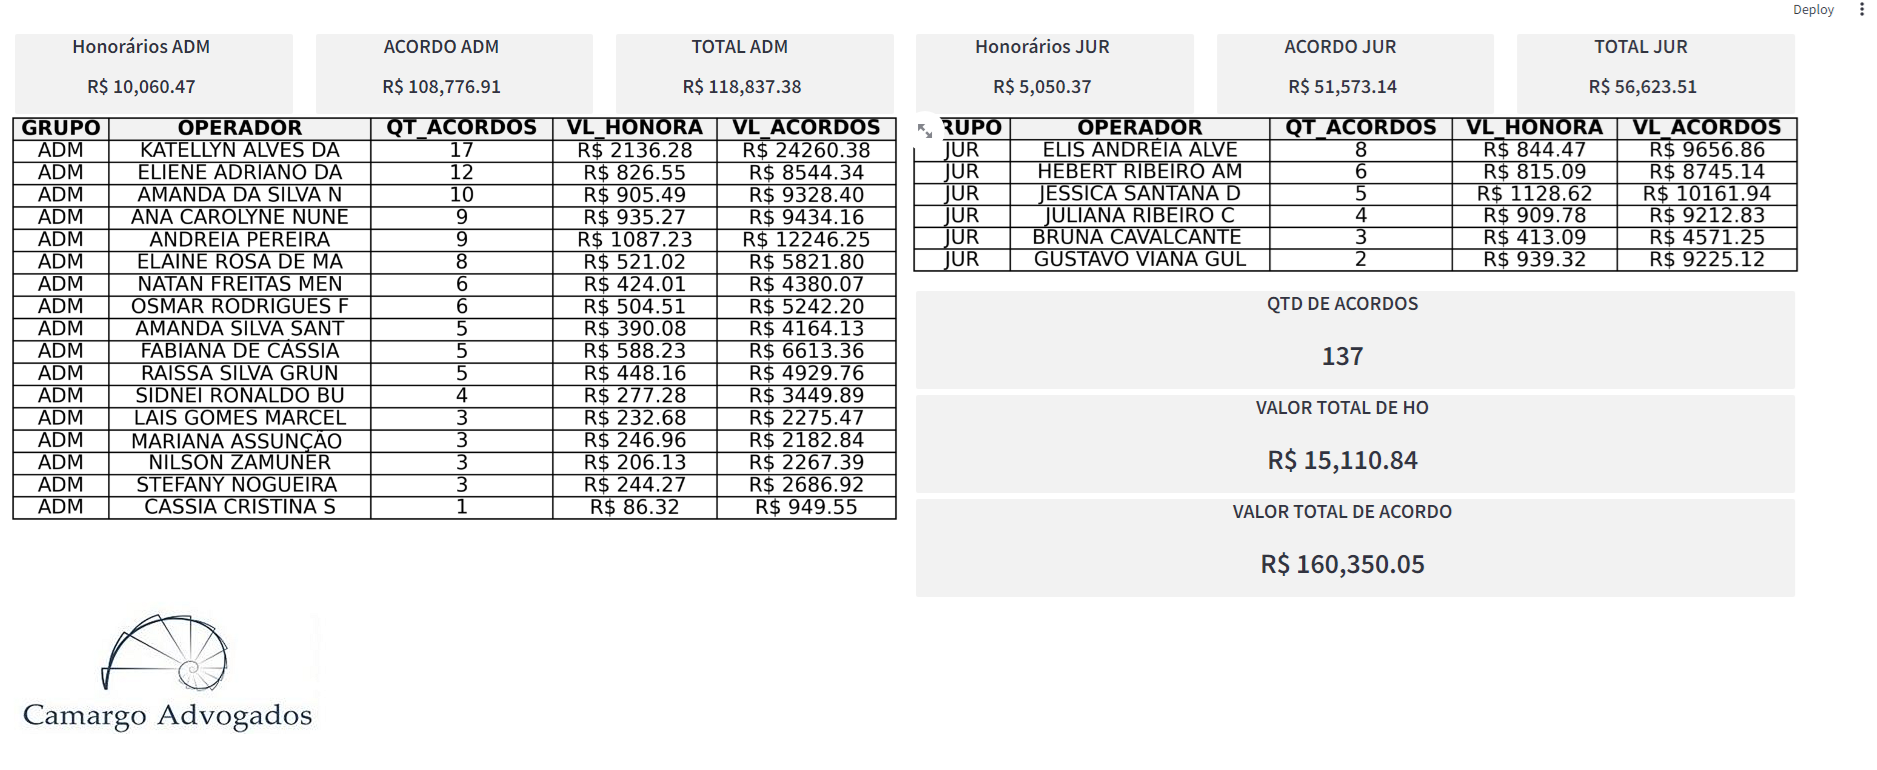 Deploy
Honorários ADM
R$ 10,060.47
ACORDO ADM
R$ 108,776.91
TOTAL ADM
R$ 118,837.38
Honorários JUR
R$ 5,050.37
ACORDO JUR
R$ 51,573.14
TOTAL JUR
R$ 56,623.51
GRUPO OPERADOR QT_ACORDOS VL_HONORA VL_ACORDOS
ADM KATELLYN ALVES DA 17 R$ 2136.28 R$ 24260.38
ADM ELIENE ADRIANO DA 12 R$ 826.55 R$ 8544.34
ADM AMANDA DA SILVA N 10 R$ 905.49 R$ 9328.40
ADM ANA CAROLYNE NUNE 9 R$ 935.27 R$ 9434.16
ADM ANDREIA PEREIRA 9 R$ 1087.23 R$ 12246.25
ADM ELAINE ROSA DE MA 8 R$ 521.02 R$ 5821.80
ADM NATAN FREITAS MEN 6 R$ 424.01 R$ 4380.07
ADM OSMAR RODRIGUES F 6 R$ 504.51 R$ 5242.20
ADM AMANDA SILVA SANT 5 R$ 390.08 R$ 4164.13
ADM FABIANA DE CÁSSIA 5 R$ 588.23 R$ 6613.36
ADM RAISSA SILVA GRUN 5 R$ 448.16 R$ 4929.76
ADM SIDNEI RONALDO BU 4 R$ 277.28 R$ 3449.89
ADM LAIS GOMES MARCEL 3 R$ 232.68 R$ 2275.47
ADM MARIANA ASSUNÇÃO 3 R$ 246.96 R$ 2182.84
ADM NILSON ZAMUNER 3 R$ 206.13 R$ 2267.39
ADM STEFANY NOGUEIRA 3 R$ 244.27 R$ 2686.92
ADM CASSIA CRISTINA S 1 R$ 86.32 R$ 949.55
RUPO OPERADOR QT_ACORDOS VL_HONORA VL_ACORDOS
JUR ELIS ANDRÉIA ALVE 8 R$ 844.47 R$ 9656.86
JUR HEBERT RIBEIRO AM 6 R$ 815.09 R$ 8745.14
JUR JESSICA SANTANA D 5 R$ 1128.62 R$ 10161.94
JUR JULIANA RIBEIRO C 4 R$ 909.78 R$ 9212.83
JUR BRUNA CAVALCANTE 3 R$ 413.09 R$ 4571.25
JUR GUSTAVO VIANA GUL 2 R$ 939.32 R$ 9225.12
QTD DE ACORDOS
137
VALOR TOTAL DE HO
R$ 15,110.84
VALOR TOTAL DE ACORDO
R$ 160,350.05
Camargo Advogados